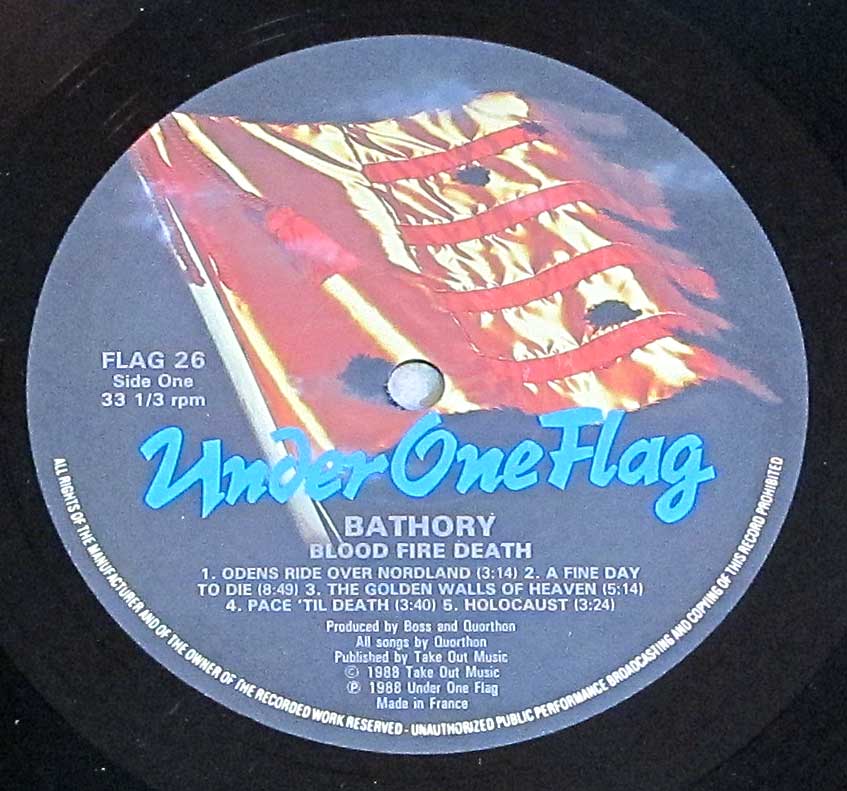 FLAG 26
Side One
33 1/3 rpm
Under One Flag
BATHORY
BLOOD FIRE DEATH
1. ODENS RIDE OVER NORDLAND (3:14) 2. A FINE DAY
TO DIE (8:49) 3. THE GOLDEN WALLS OF HEAVEN (5:14)
4. PACE 'TIL DEATH (3:40) 5. HOLOCAUST (3:24)
Produced by Boss and Quorthon
All songs by Quorthon
Published by Take Out Music
© 1988 Take Out Music
℗ 1988 Under One Flag
Made in France
ALL RIGHTS OF THE MANUFACTURER AND OF THE OWNER OF THE RECORDED WORK RESERVED - UNAUTHORIZED PUBLIC PERFORMANCE BROADCASTING AND COPYING OF THIS RECORD PROHIBITED